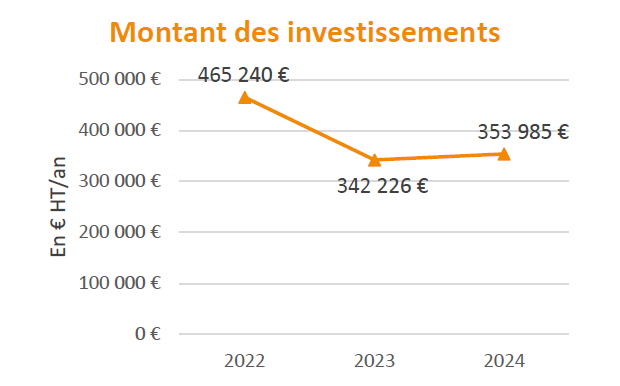 Montant des investissements
En € HT/an
500 000 €
400 000 €
300 000 €
200 000 €
100 000 €
0 €
465 240 €
342 226 €
353 985 €
2022
2023
2024